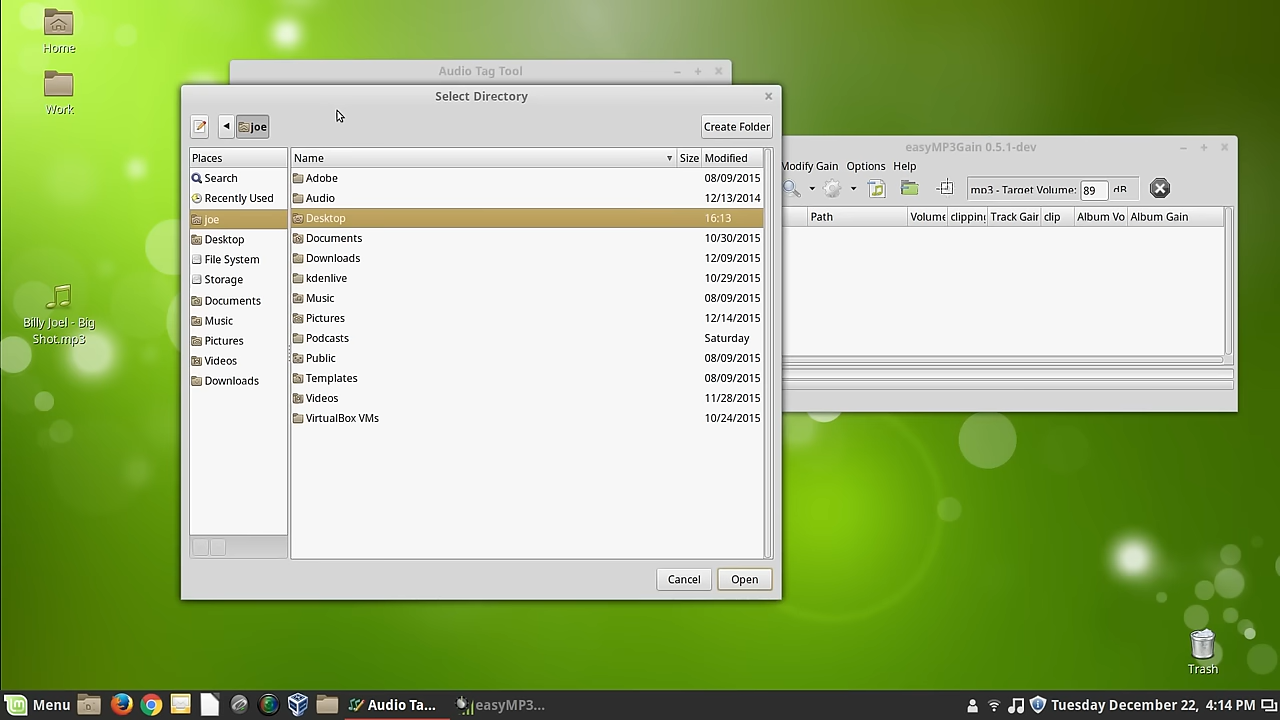 Home
Work
Billy Joel - Big
Shot.mp3
Audio Tag Tool
Select Directory
joe
Create Folder
Places
Search
Recently Used
joe
Desktop
File System
Storage
Documents
Music
Pictures
Videos
Downloads
Name Size Modified
Adobe 08/09/2015
Audio 12/13/2014
Desktop 16:13
Documents 10/30/2015
Downloads 12/09/2015
kdenlive 10/29/2015
Music 08/09/2015
Pictures 12/14/2015
Podcasts Saturday
Public 08/09/2015
Templates 08/09/2015
Videos 11/28/2015
VirtualBox VMs 10/24/2015
Cancel Open
easyMP3Gain 0.5.1-dev
Modify Gain Options Help
mp3 - Target Volume: 89 dB
Path Volume clipping Track Gain clip Album Vo Album Gain
Trash
Menu Audio Ta... easyMP3... Tuesday December 22, 4:14 PM